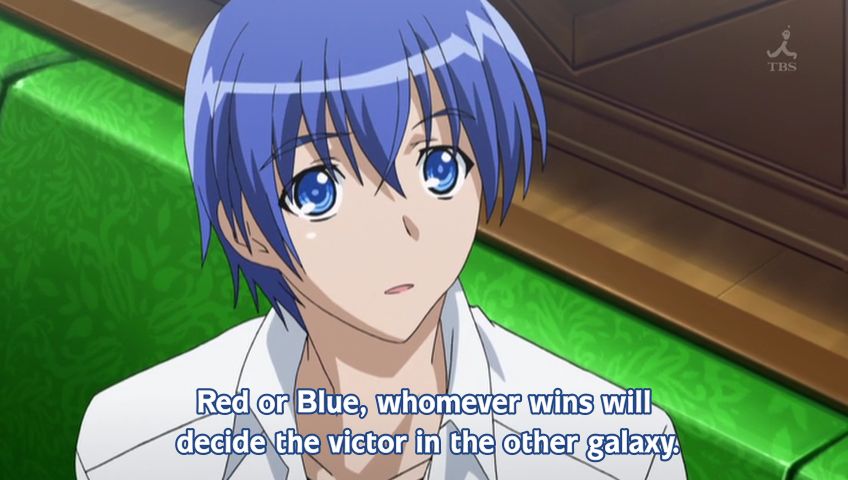 TBS
Red or Blue, whomever wins will
decide the victor in the other galaxy.